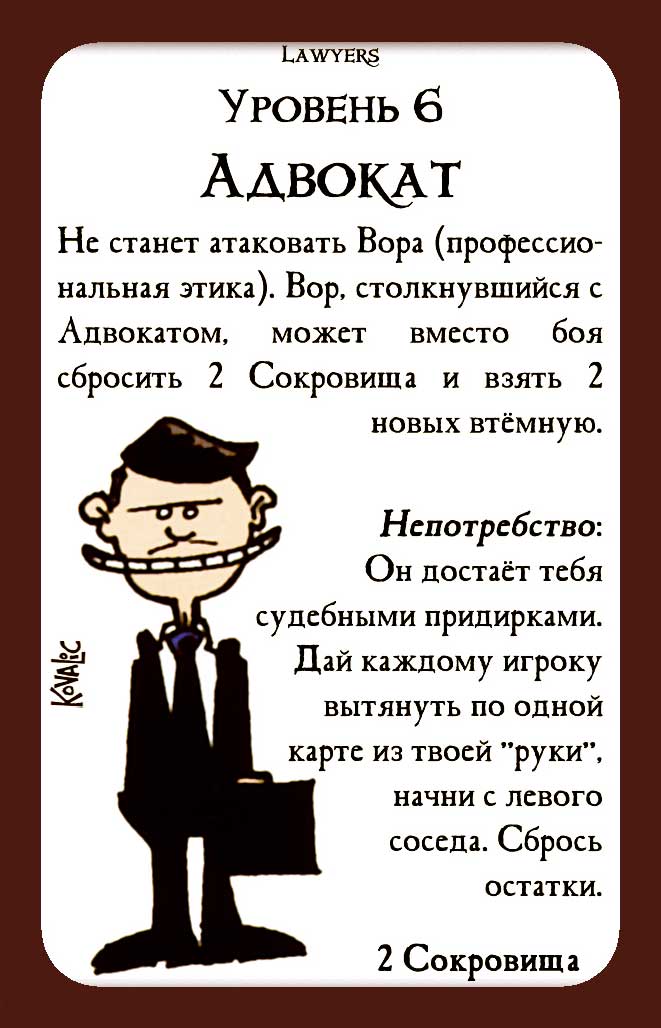 Lawyers
Уровень 6
Адвокат
Не станет атаковать Вора (профессио-
нальная этика). Вор, столкнувшийся с
Адвокатом, может вместо боя
сбросить 2 Сокровища и взять 2
новых втёмную.
Непотребство:
Он достаёт тебя
судебными придирками.
Дай каждому игроку
вытянуть по одной
карте из твоей "руки",
начни с левого
соседа. Сбрось
остатки.
KOVALIC
2 Сокровища